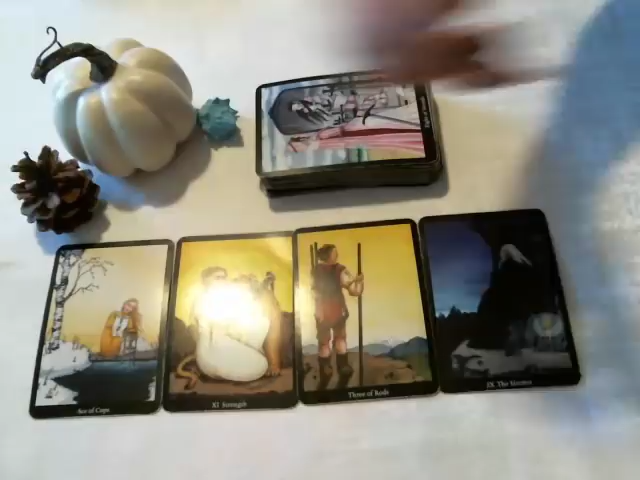 Ace of Cups
XI Strength
Three of Rods
IX The Hermit